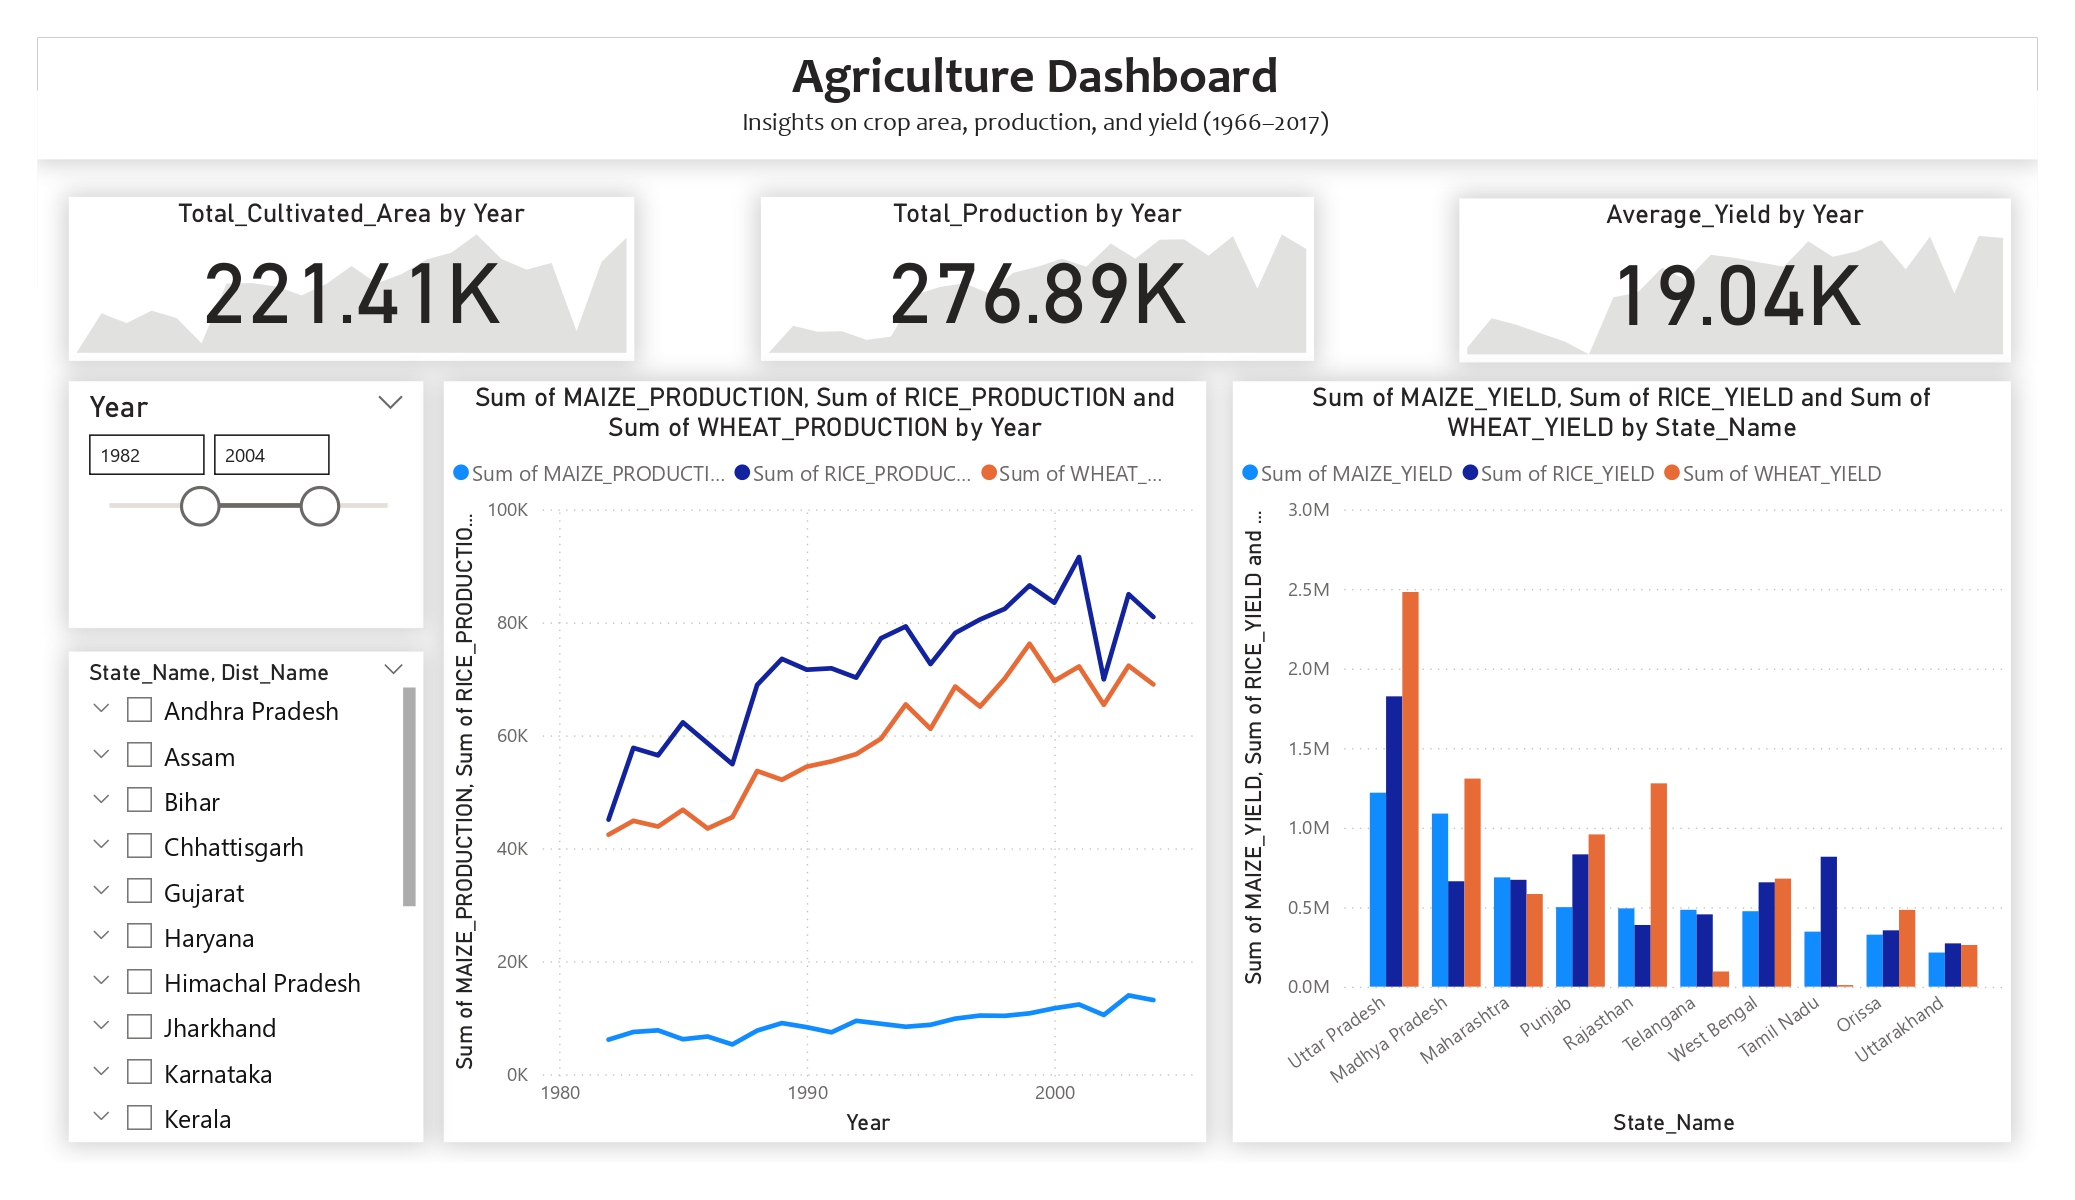 Agriculture Dashboard
Insights on crop area, production, and yield (1966–2017)
Total_Cultivated_Area by Year
221.41K
Total_Production by Year
276.89K
Average_Yield by Year
19.04K
Year
1982 2004
State_Name, Dist_Name
Andhra Pradesh
Assam
Bihar
Chhattisgarh
Gujarat
Haryana
Himachal Pradesh
Jharkhand
Karnataka
Kerala
Sum of MAIZE_PRODUCTION, Sum of RICE_PRODUCTION and
Sum of WHEAT_PRODUCTION by Year
Sum of MAIZE_PRODUCTI... Sum of RICE_PRODUC... Sum of WHEAT_...
Sum of MAIZE_PRODUCTION, Sum of RICE_PRODUCTIO...
100K
80K
60K
40K
20K
0K
1980 1990 2000
Year
Sum of MAIZE_YIELD, Sum of RICE_YIELD and Sum of
WHEAT_YIELD by State_Name
Sum of MAIZE_YIELD Sum of RICE_YIELD Sum of WHEAT_YIELD
Sum of MAIZE_YIELD, Sum of RICE_YIELD and ...
3.0M
2.5M
2.0M
1.5M
1.0M
0.5M
0.0M
Uttar Pradesh
Madhya Pradesh
Maharashtra
Punjab
Rajasthan
Telangana
West Bengal
Tamil Nadu
Orissa
Uttarakhand
State_Name